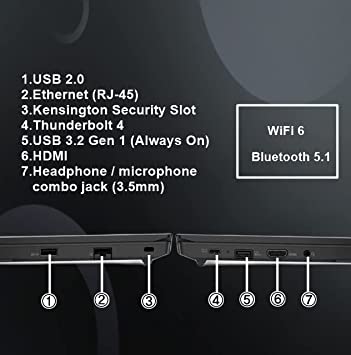 1.USB 2.0
2.Ethernet (RJ-45)
3.Kensington Security Slot
4.Thunderbolt 4
5.USB 3.2 Gen 1 (Always On)
6.HDMI
7.Headphone / microphone
combo jack (3.5mm)
WiFi 6
Bluetooth 5.1
① ② ③ ④ ⑤ ⑥ ⑦